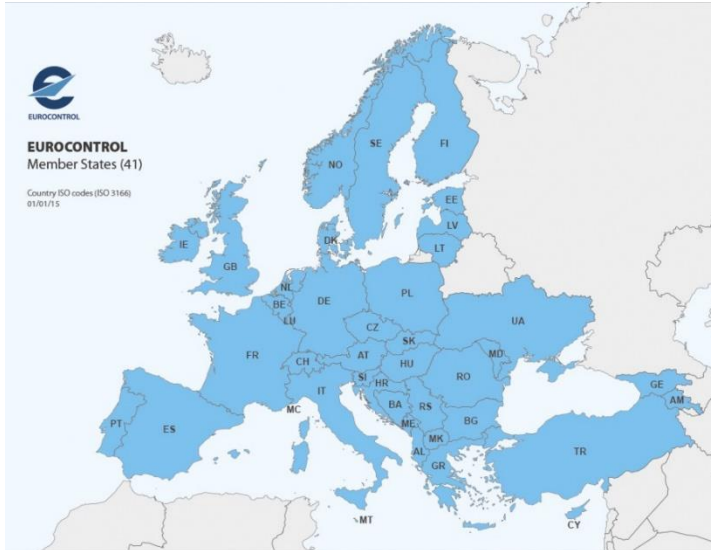 EUROCONTROL
EUROCONTROL
Member States (41)
Country ISO codes (ISO 3166)
01/01/15
NO
SE
FI
EE
LV
LT
DK
IE
GB
NL
BE
LU
DE
PL
CZ
SK
UA
FR
CH
AT
HU
MD
RO
SI
HR
IT
BA
RS
MC
ME
BG
MK
AL
GR
PT
ES
GE
AM
TR
MT
CY